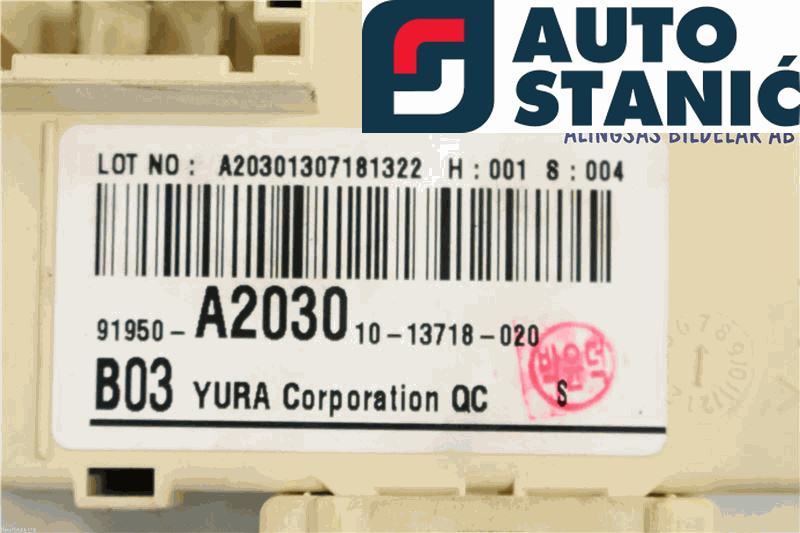 AUTO
STANIĆ
ALINGSÅS BILDELAR AB
LOT NO : A20301307181322 H : 001 S : 004
91950-A2030 10-13718-020
B03 YURA Corporation QC S